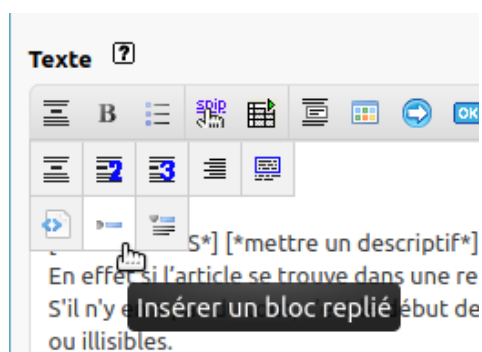 Texte ?
B spip OK
2 3
S*] [*mettre un descriptif*]
En effet si l'article se trouve dans une re
S'il n'y e Insérer un bloc replié ébut de
ou illisibles.